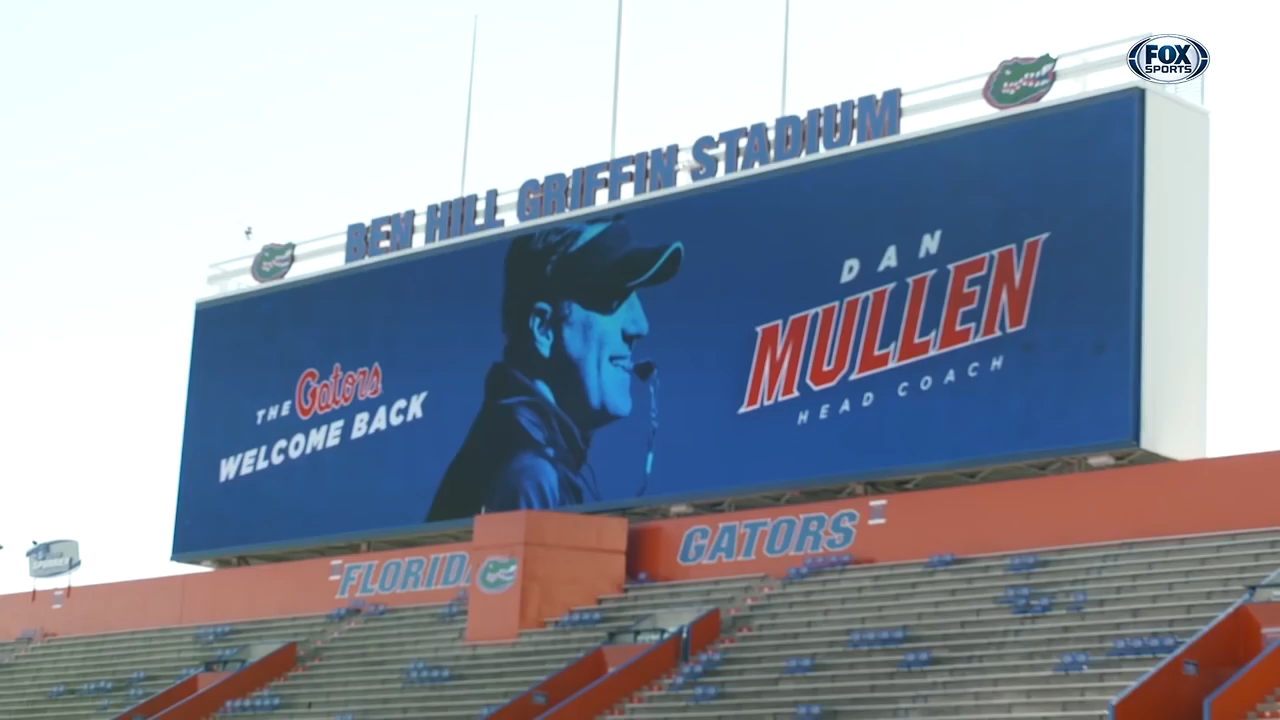 FOX
SPORTS
BEN HILL GRIFFIN STADIUM
DAN
MULLEN
HEAD COACH
THE Gators
WELCOME BACK
GATORS
FLORIDA